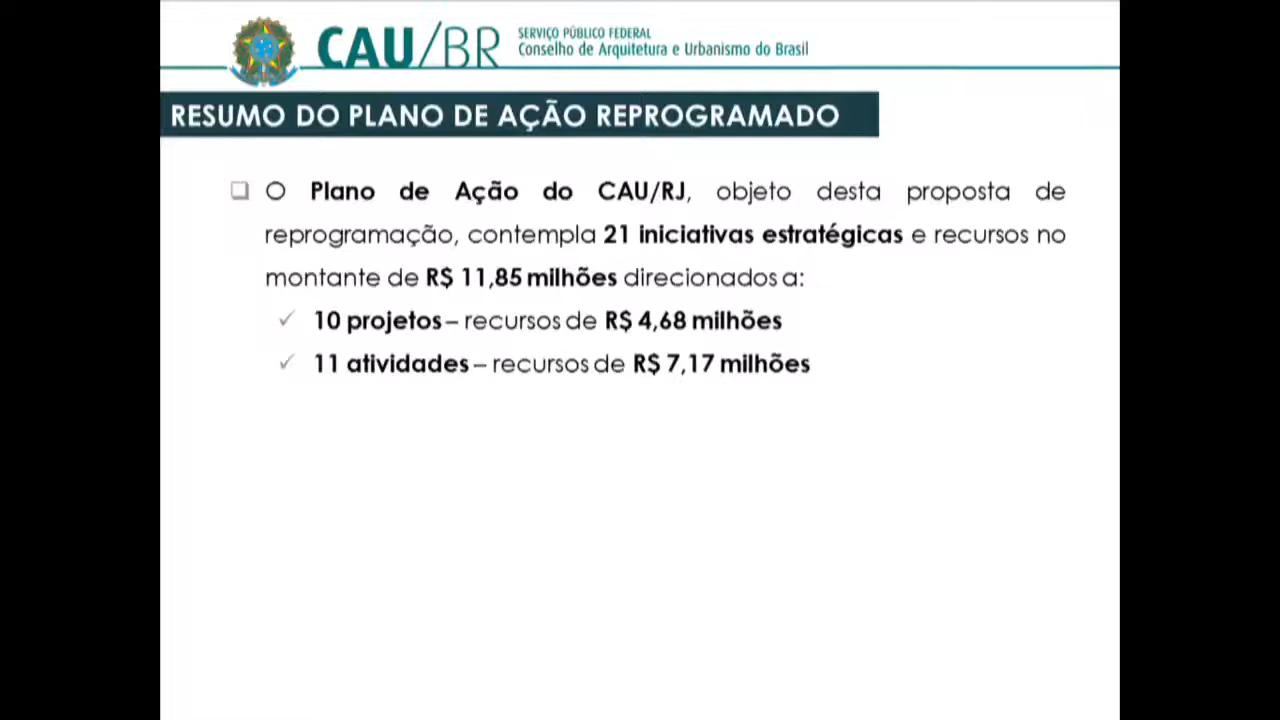 CAU/BR
SERVIÇO PÚBLICO FEDERAL
Conselho de Arquitetura e Urbanismo do Brasil
RESUMO DO PLANO DE AÇÃO REPROGRAMADO
O Plano de Ação do CAU/RJ, objeto desta proposta de
reprogramação, contempla 21 iniciativas estratégicas e recursos no
montante de R$ 11,85 milhões direcionados a:
10 projetos – recursos de R$ 4,68 milhões
11 atividades – recursos de R$ 7,17 milhões